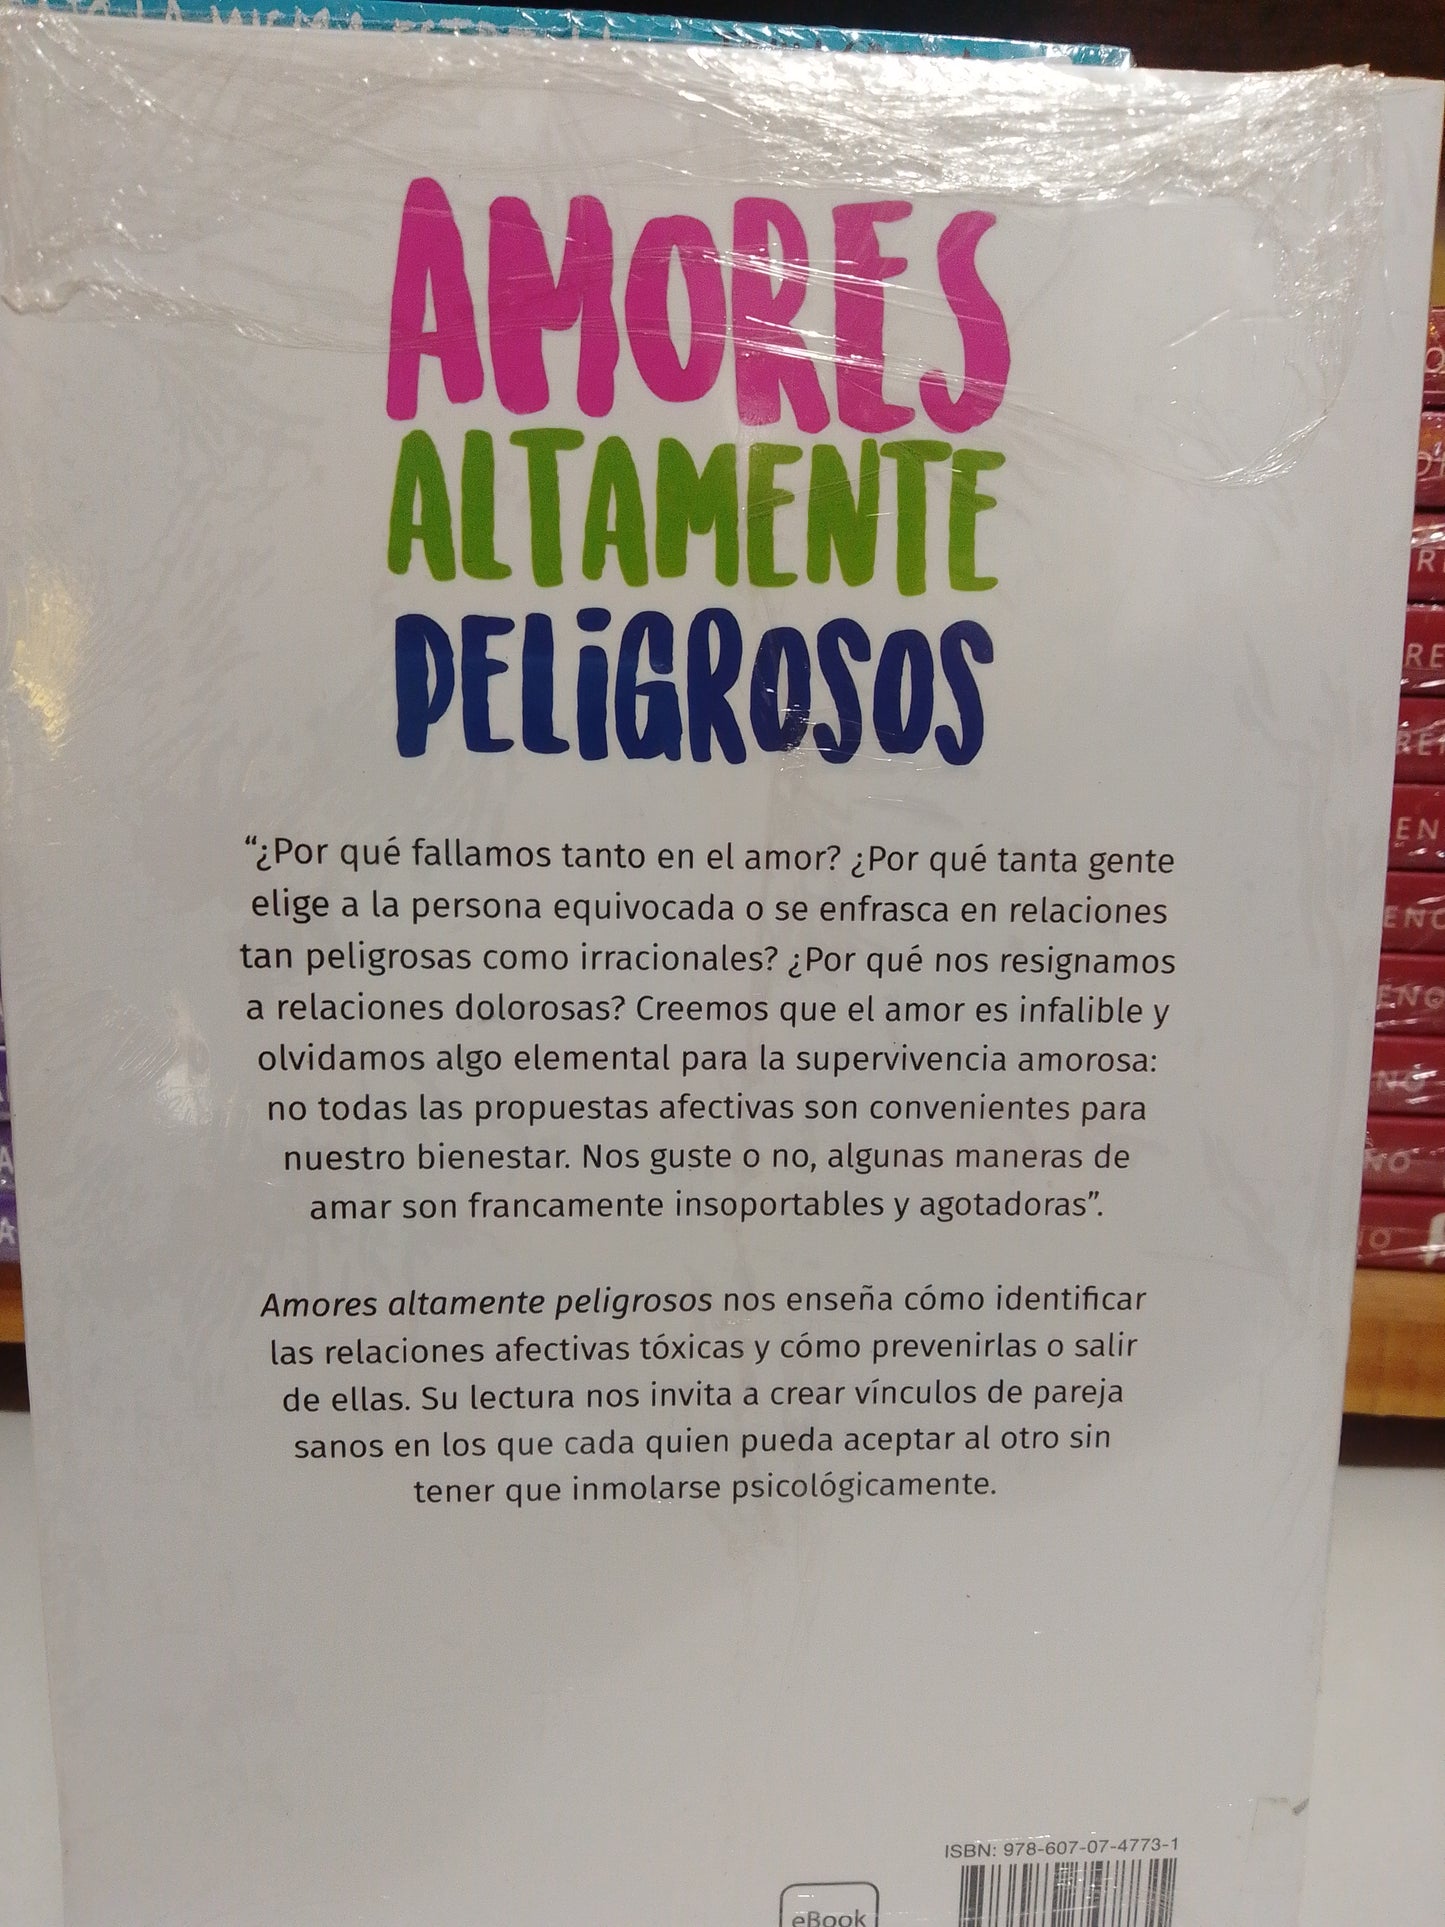 AMORES
ALTAMENTE
PELiGROSOS
“¿Por qué fallamos tanto en el amor? ¿Por qué tanta gente
elige a la persona equivocada o se enfrasca en relaciones
tan peligrosas como irracionales? ¿Por qué nos resignamos
a relaciones dolorosas? Creemos que el amor es infalible y
olvidamos algo elemental para la supervivencia amorosa:
no todas las propuestas afectivas son convenientes para
nuestro bienestar. Nos guste o no, algunas maneras de
amar son francamente insoportables y agotadoras”.
Amores altamente peligrosos nos enseña cómo identificar
las relaciones afectivas tóxicas y cómo prevenirlas o salir
de ellas. Su lectura nos invita a crear vínculos de pareja
sanos en los que cada quien pueda aceptar al otro sin
tener que inmolarse psicológicamente.
ISBN: 978-607-07-4773-1
eBook